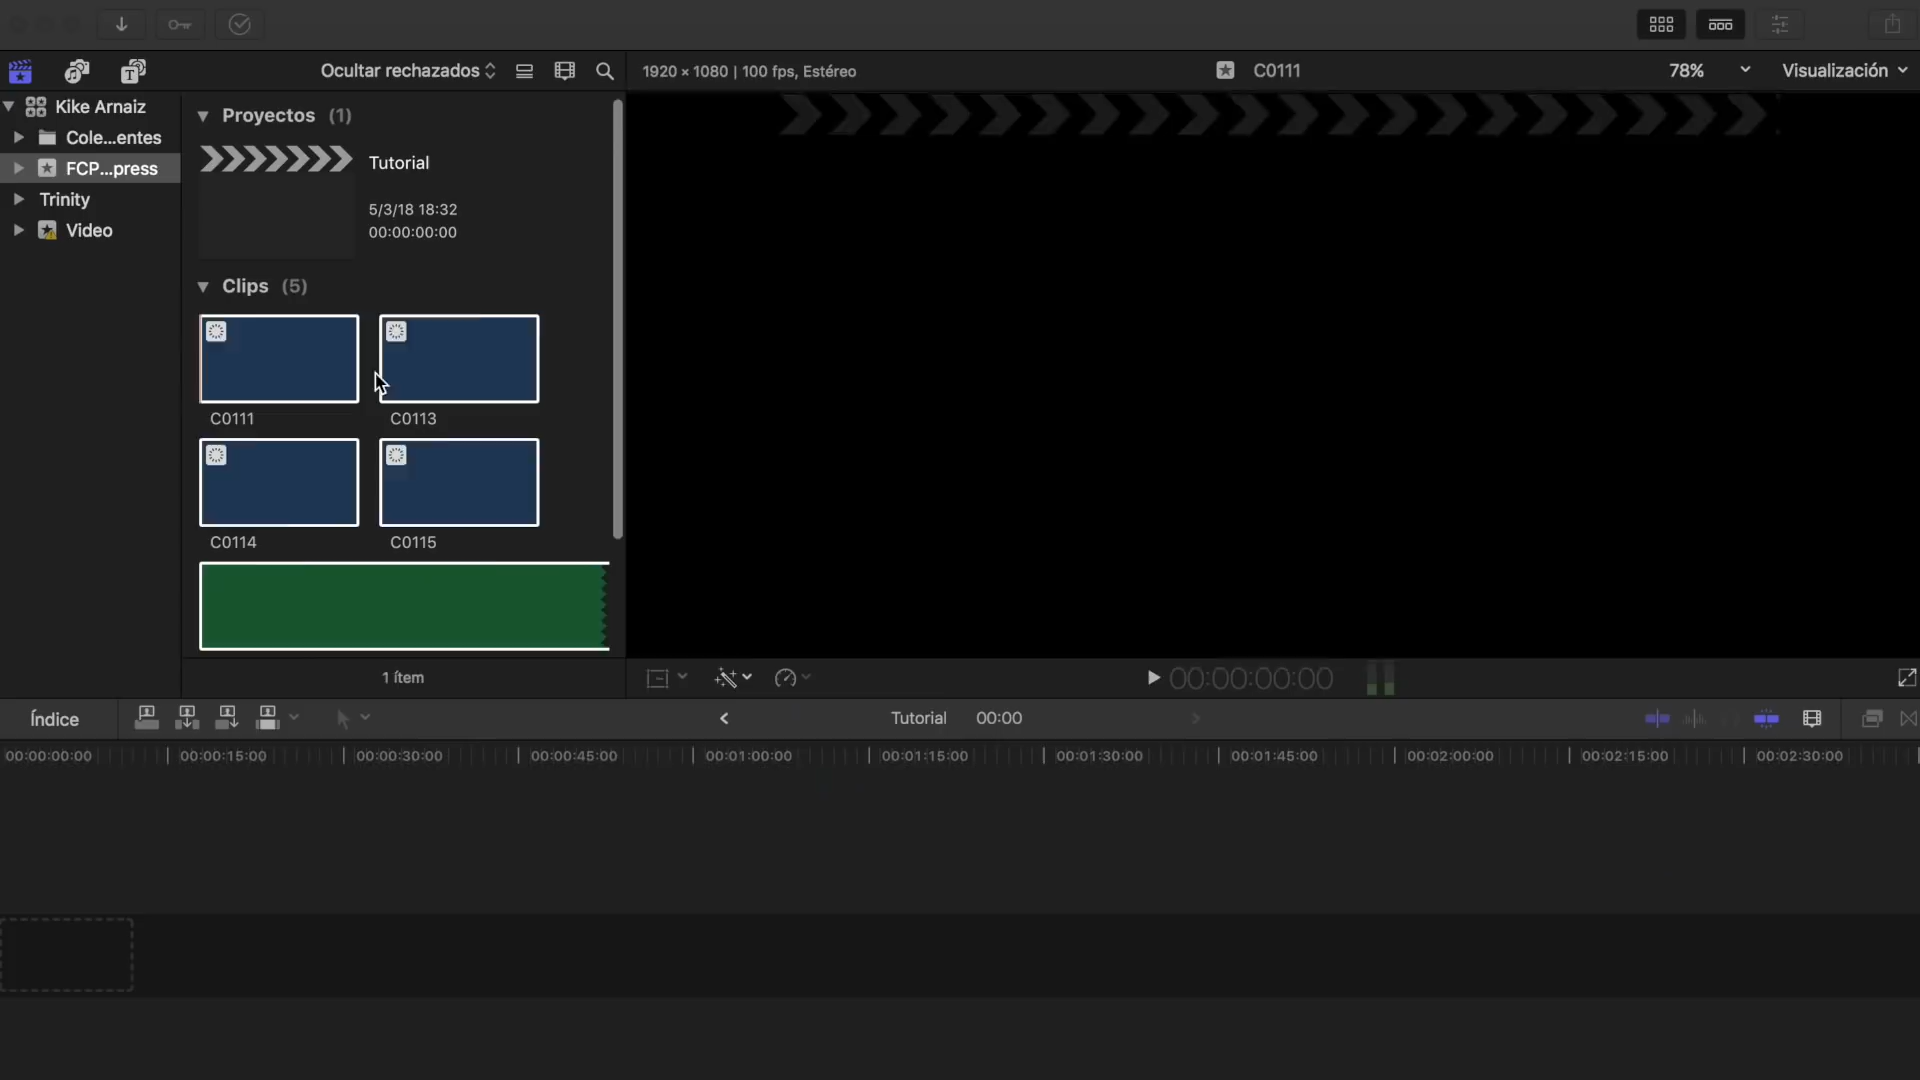 Ocultar rechazados
1920 × 1080 | 100 fps, Estéreo
C0111
78%
Visualización
Kike Arnaiz
Cole...entes
FCP...press
Trinity
Video
Proyectos (1)
Tutorial
5/3/18 18:32
00:00:00:00
Clips (5)
C0111
C0113
C0114
C0115
1 ítem
00:00:00:00
Índice
Tutorial 00:00
00:00:00:00 00:00:15:00 00:00:30:00 00:00:45:00 00:01:00:00 00:01:15:00 00:01:30:00 00:01:45:00 00:02:00:00 00:02:15:00 00:02:30:00